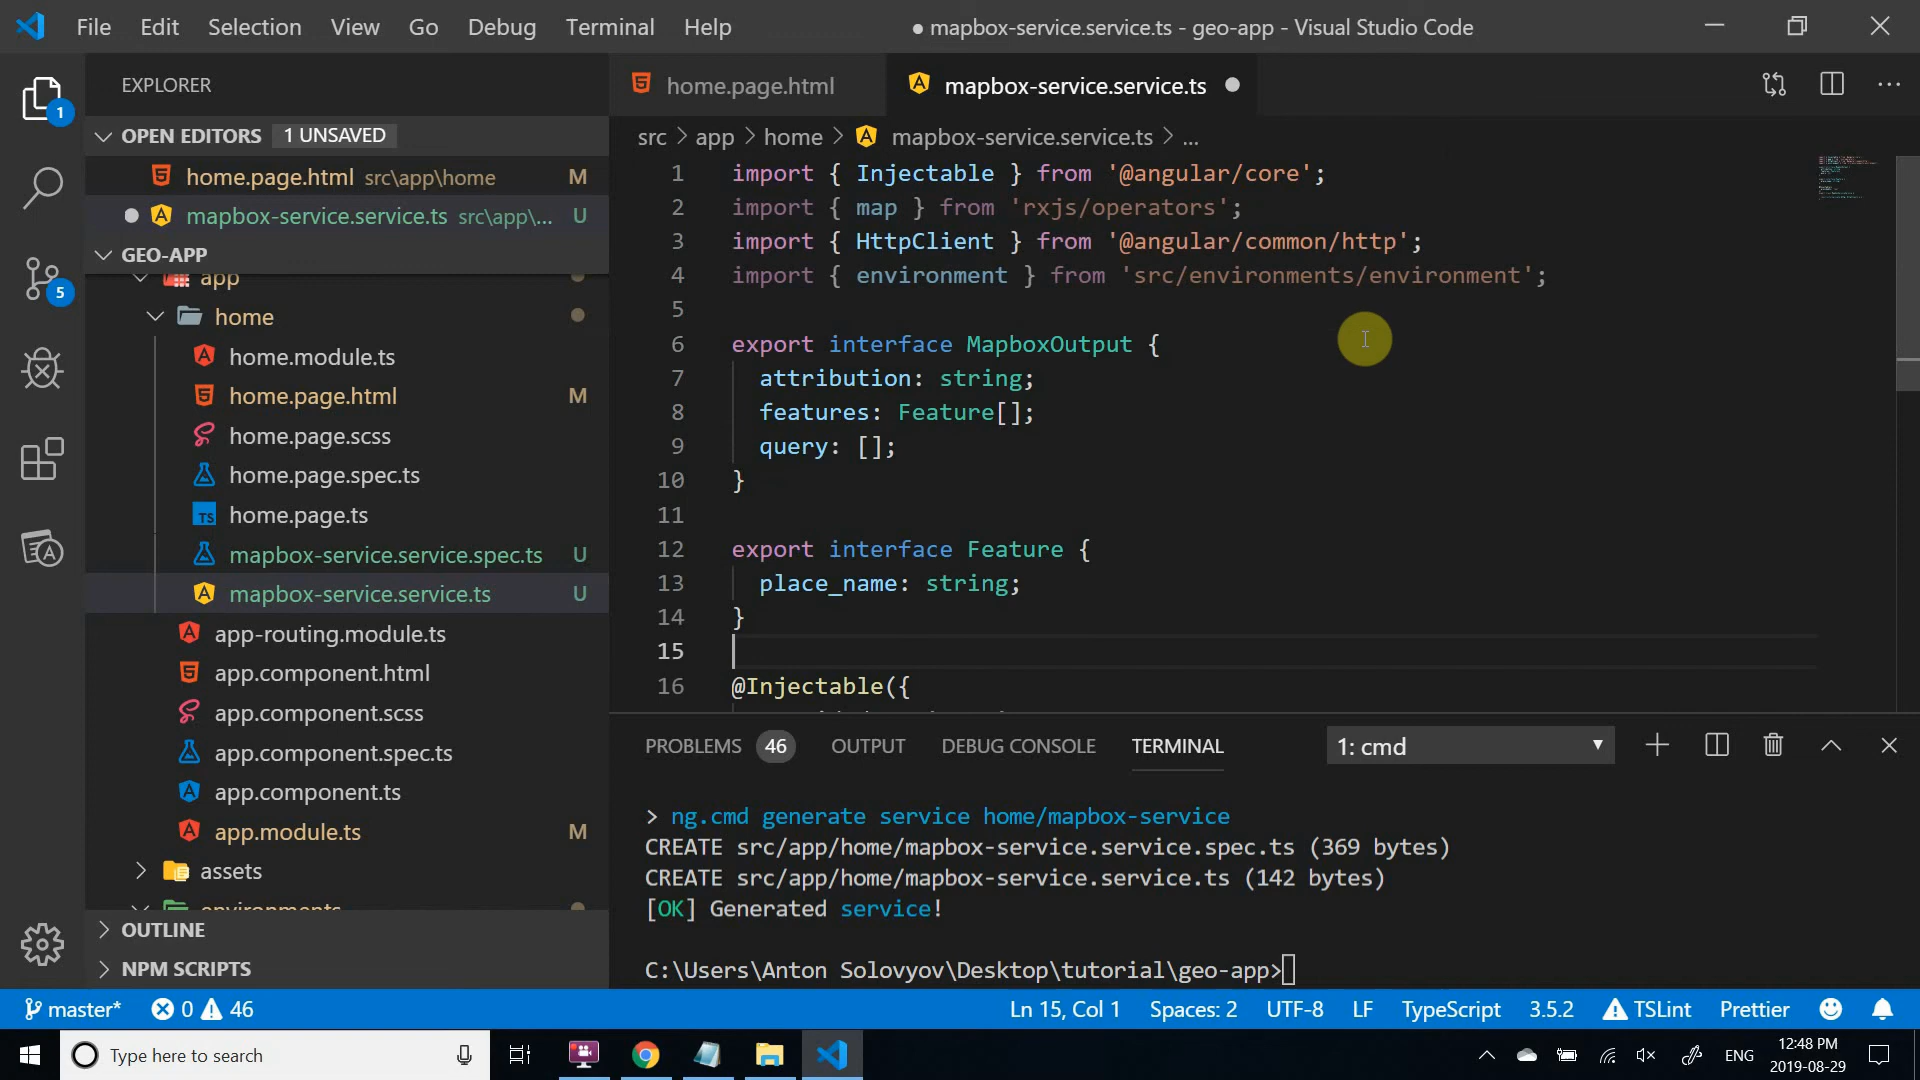 File Edit Selection View Go Debug Terminal Help ● mapbox-service.service.ts - geo-app - Visual Studio Code
EXPLORER
home.page.html mapbox-service.service.ts
OPEN EDITORS 1 UNSAVED
home.page.html src\app\home M
mapbox-service.service.ts src\app\... U
GEO-APP
app
home
home.module.ts
home.page.html M
home.page.scss
home.page.spec.ts
TS home.page.ts
mapbox-service.service.spec.ts U
mapbox-service.service.ts U
app-routing.module.ts
app.component.html
app.component.scss
app.component.spec.ts
app.component.ts
app.module.ts M
assets
environments
OUTLINE
NPM SCRIPTS
1
5
src > app > home > mapbox-service.service.ts > ...
1 import { Injectable } from '@angular/core';
2 import { map } from 'rxjs/operators';
3 import { HttpClient } from '@angular/common/http';
4 import { environment } from 'src/environments/environment';
5
6 export interface MapboxOutput {
7 attribution: string;
8 features: Feature[];
9 query: [];
10 }
11
12 export interface Feature {
13 place_name: string;
14 }
15
16 @Injectable({
PROBLEMS 46 OUTPUT DEBUG CONSOLE TERMINAL 1: cmd
> ng.cmd generate service home/mapbox-service
CREATE src/app/home/mapbox-service.service.spec.ts (369 bytes)
CREATE src/app/home/mapbox-service.service.ts (142 bytes)
[OK] Generated service!
C:\Users\Anton Solovyov\Desktop\tutorial\geo-app>
master* 0 46 Ln 15, Col 1 Spaces: 2 UTF-8 LF TypeScript 3.5.2 TSLint Prettier
Type here to search ENG 12:48 PM
2019-08-29